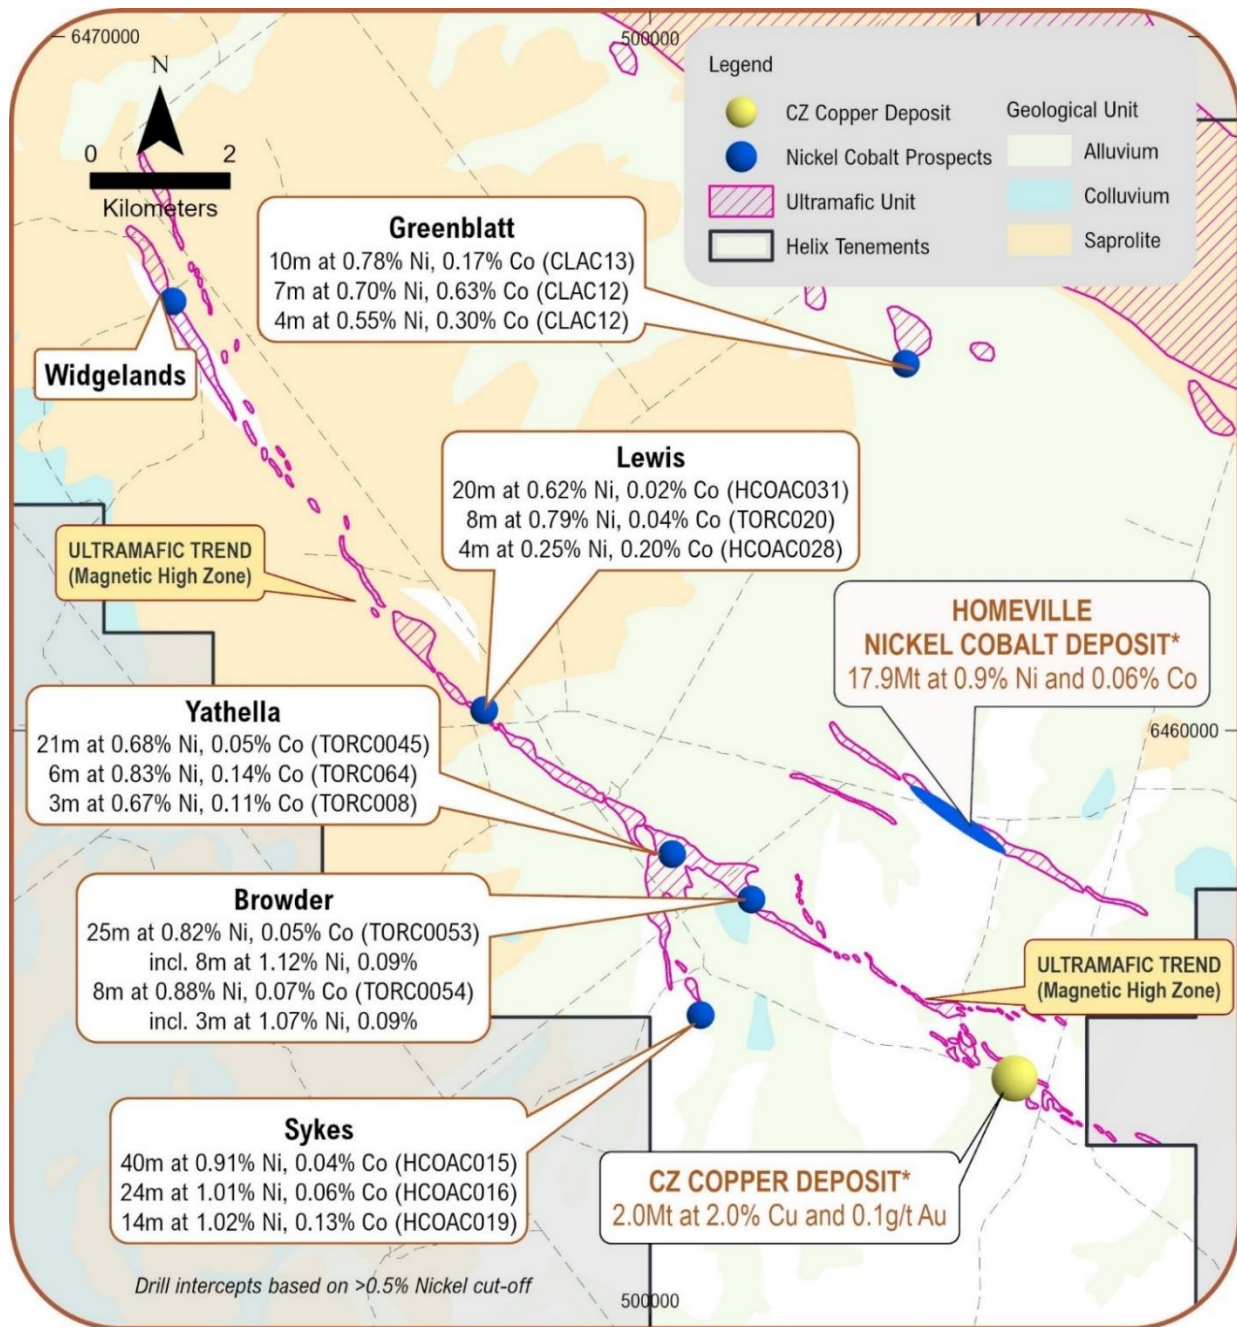 6470000
500000
N
0 2
Kilometers
Legend
CZ Copper Deposit
Nickel Cobalt Prospects
Ultramafic Unit
Helix Tenements
Geological Unit
Alluvium
Colluvium
Saprolite
Greenblatt
10m at 0.78% Ni, 0.17% Co (CLAC13)
7m at 0.70% Ni, 0.63% Co (CLAC12)
4m at 0.55% Ni, 0.30% Co (CLAC12)
Widgelands
Lewis
20m at 0.62% Ni, 0.02% Co (HCOAC031)
8m at 0.79% Ni, 0.04% Co (TORC020)
4m at 0.25% Ni, 0.20% Co (HCOAC028)
ULTRAMAFIC TREND
(Magnetic High Zone)
HOMEVILLE
NICKEL COBALT DEPOSIT*
17.9Mt at 0.9% Ni and 0.06% Co
Yathella
21m at 0.68% Ni, 0.05% Co (TORC0045)
6m at 0.83% Ni, 0.14% Co (TORC064)
3m at 0.67% Ni, 0.11% Co (TORC008)
6460000
Browder
25m at 0.82% Ni, 0.05% Co (TORC0053)
incl. 8m at 1.12% Ni, 0.09%
8m at 0.88% Ni, 0.07% Co (TORC0054)
incl. 3m at 1.07% Ni, 0.09%
ULTRAMAFIC TREND
(Magnetic High Zone)
Sykes
40m at 0.91% Ni, 0.04% Co (HCOAC015)
24m at 1.01% Ni, 0.06% Co (HCOAC016)
14m at 1.02% Ni, 0.13% Co (HCOAC019)
CZ COPPER DEPOSIT*
2.0Mt at 2.0% Cu and 0.1g/t Au
Drill intercepts based on >0.5% Nickel cut-off
500000